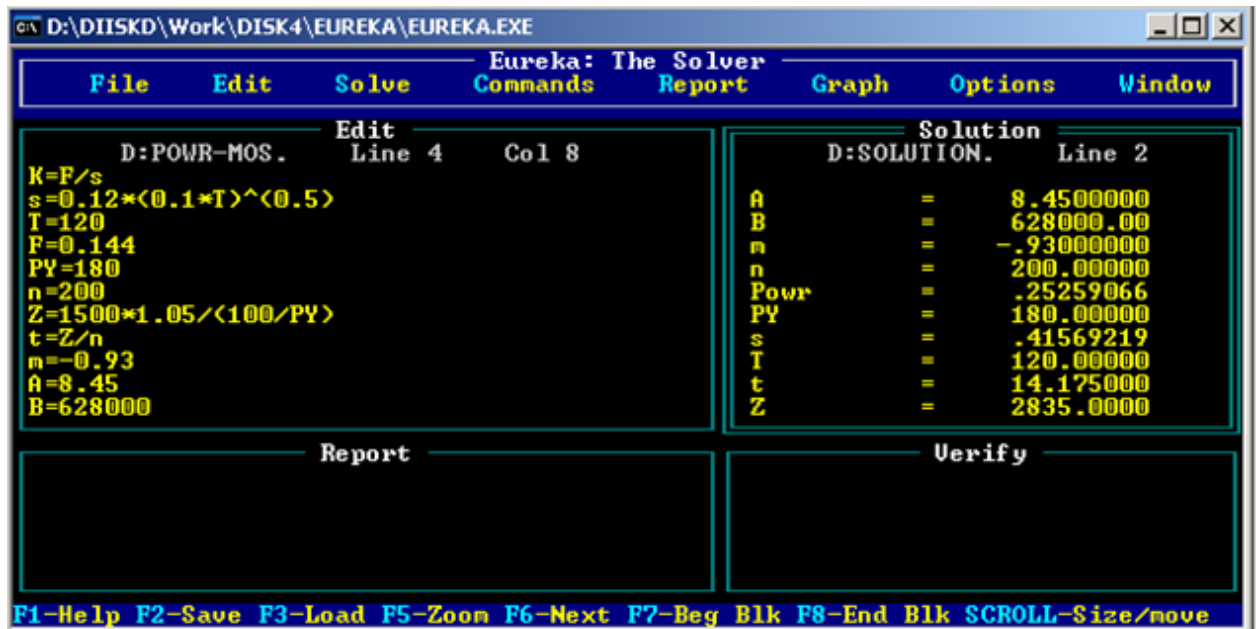 D:\DIISKD\Work\DISK4\EUREKA\EUREKA.EXE
Eureka: The Solver
File Edit Solve Commands Report Graph Options Window
Edit
D:POWR-MOS. Line 4 Col 8
K=F/s
s=0.12*(0.1*T)^(0.5)
T=120
F=0.144
PY=180
n=200
Z=1500*1.05/(100/PY)
t=Z/n
m=-0.93
A=8.45
B=628000
Solution
D:SOLUTION. Line 2
A = 8.4500000
B = 628000.00
m = -.93000000
n = 200.00000
Powr = .25259066
PY = 180.00000
s = .41569219
T = 120.00000
t = 14.175000
Z = 2835.0000
Report
Verify
F1-Help F2-Save F3-Load F5-Zoom F6-Next F7-Beg Blk F8-End Blk SCROLL-Size/move